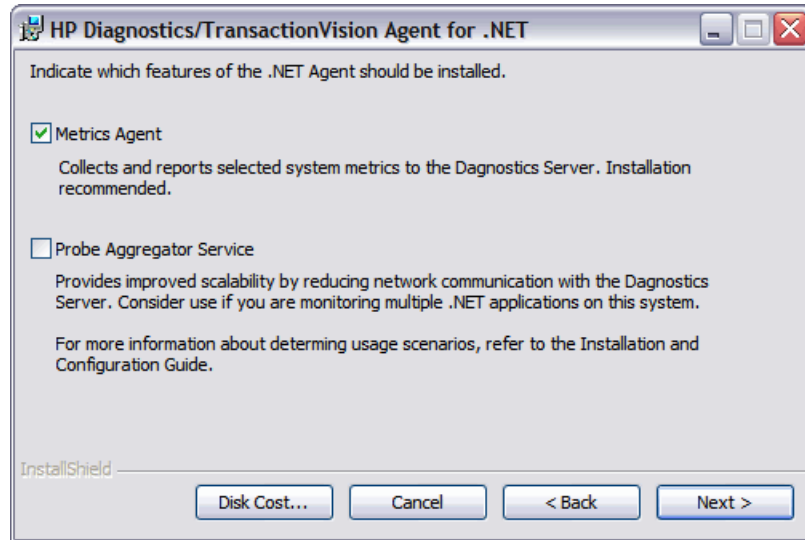 HP Diagnostics/TransactionVision Agent for .NET
Indicate which features of the .NET Agent should be installed.
Metrics Agent
Collects and reports selected system metrics to the Dagnostics Server. Installation
recommended.
Probe Aggregator Service
Provides improved scalability by reducing network communication with the Dagnostics
Server. Consider use if you are monitoring multiple .NET applications on this system.
For more information about determing usage scenarios, refer to the Installation and
Configuration Guide.
InstallShield
Disk Cost... Cancel < Back Next >